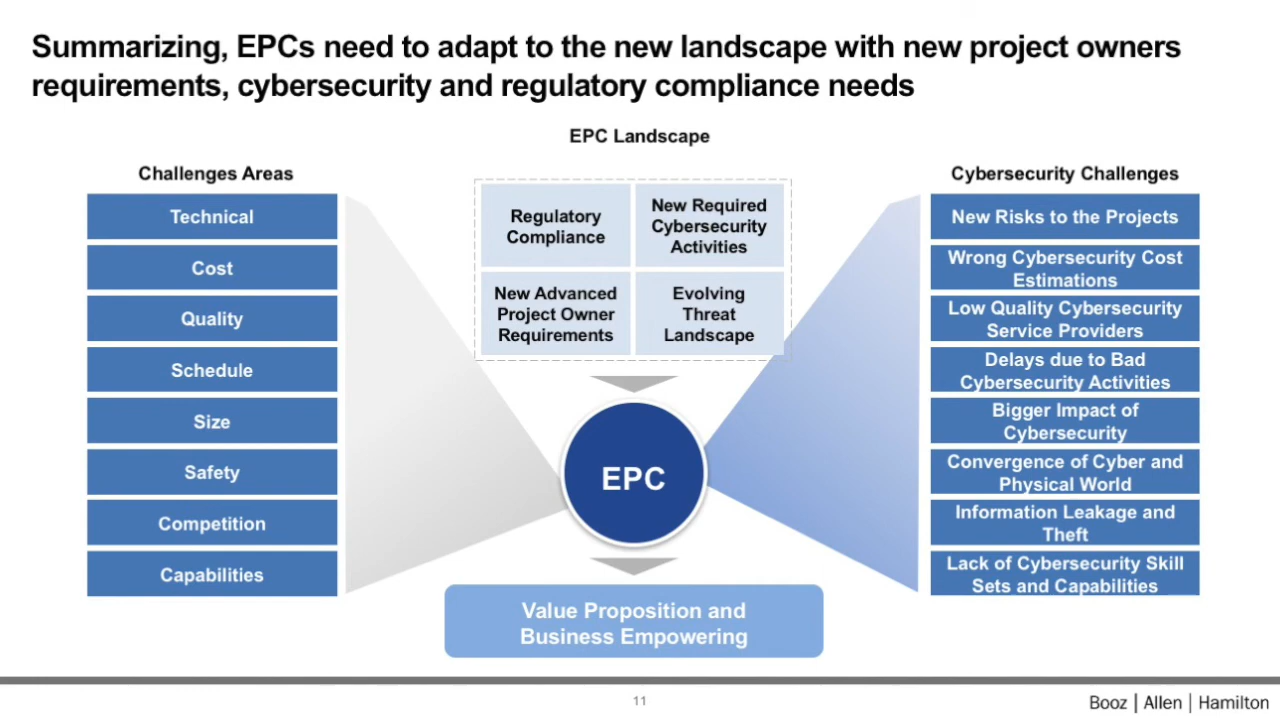 Summarizing, EPCs need to adapt to the new landscape with new project owners
requirements, cybersecurity and regulatory compliance needs
EPC Landscape
Challenges Areas
Technical
Cost
Quality
Schedule
Size
Safety
Competition
Capabilities
Regulatory
Compliance
New Required
Cybersecurity
Activities
New Advanced
Project Owner
Requirements
Evolving
Threat
Landscape
EPC
Value Proposition and
Business Empowering
Cybersecurity Challenges
New Risks to the Projects
Wrong Cybersecurity Cost
Estimations
Low Quality Cybersecurity
Service Providers
Delays due to Bad
Cybersecurity Activities
Bigger Impact of
Cybersecurity
Convergence of Cyber and
Physical World
Information Leakage and
Theft
Lack of Cybersecurity Skill
Sets and Capabilities
11
Booz | Allen | Hamilton